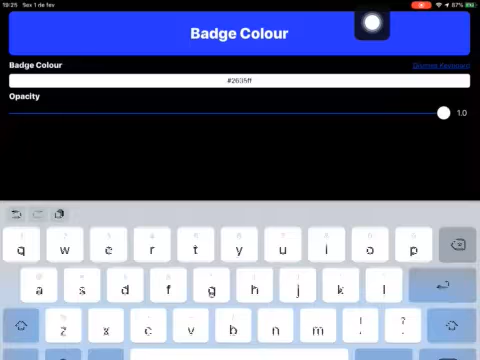 19:25 Sex 1 de fev
87%
Badge Colour
Badge Colour
Dismiss Keyboard
#2635ff
Opacity
1.0
q w e r t y u i o p
a s d f g h j k l
z x c v b n m ! ?